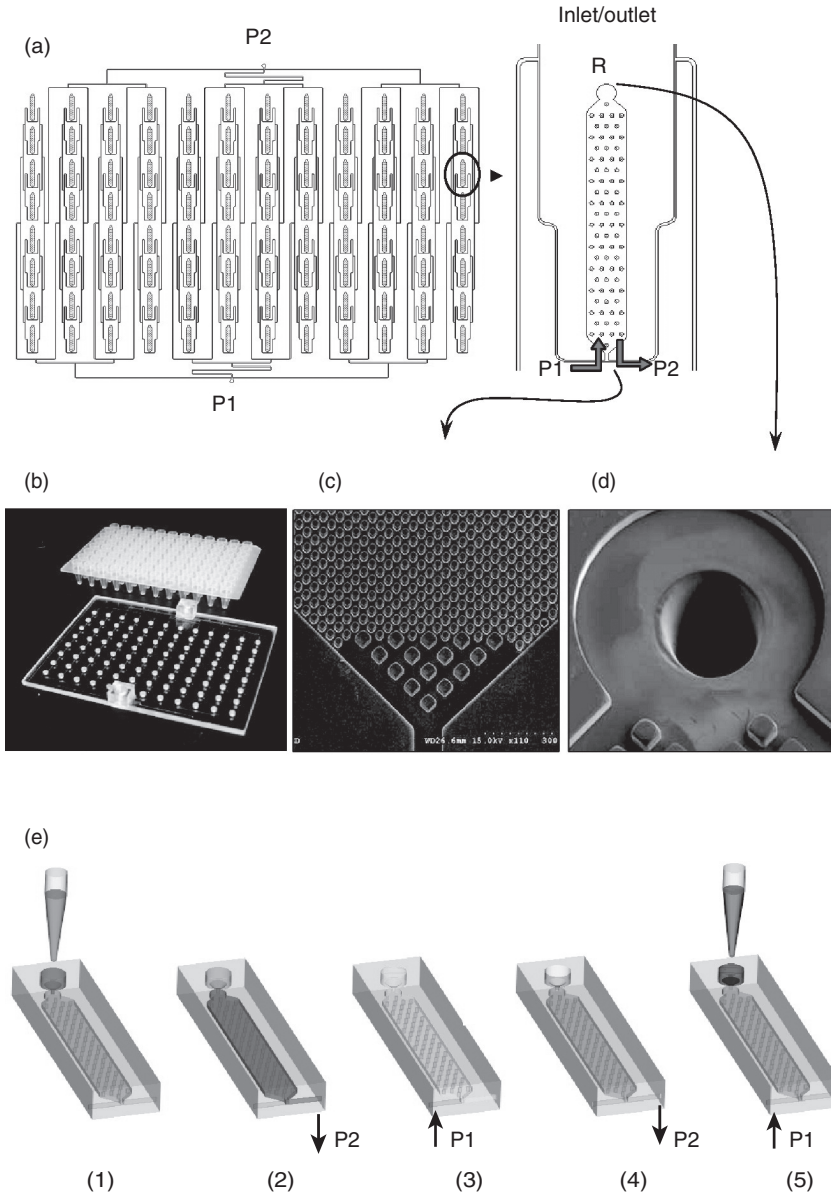 (a)
P2
P1
Inlet/outlet
R
P1
P2
(b)
(c)
(d)
D WD26.6mm 15.0kV x110 300
(e)
P2
P1
P2
P1
(1)
(2)
(3)
(4)
(5)